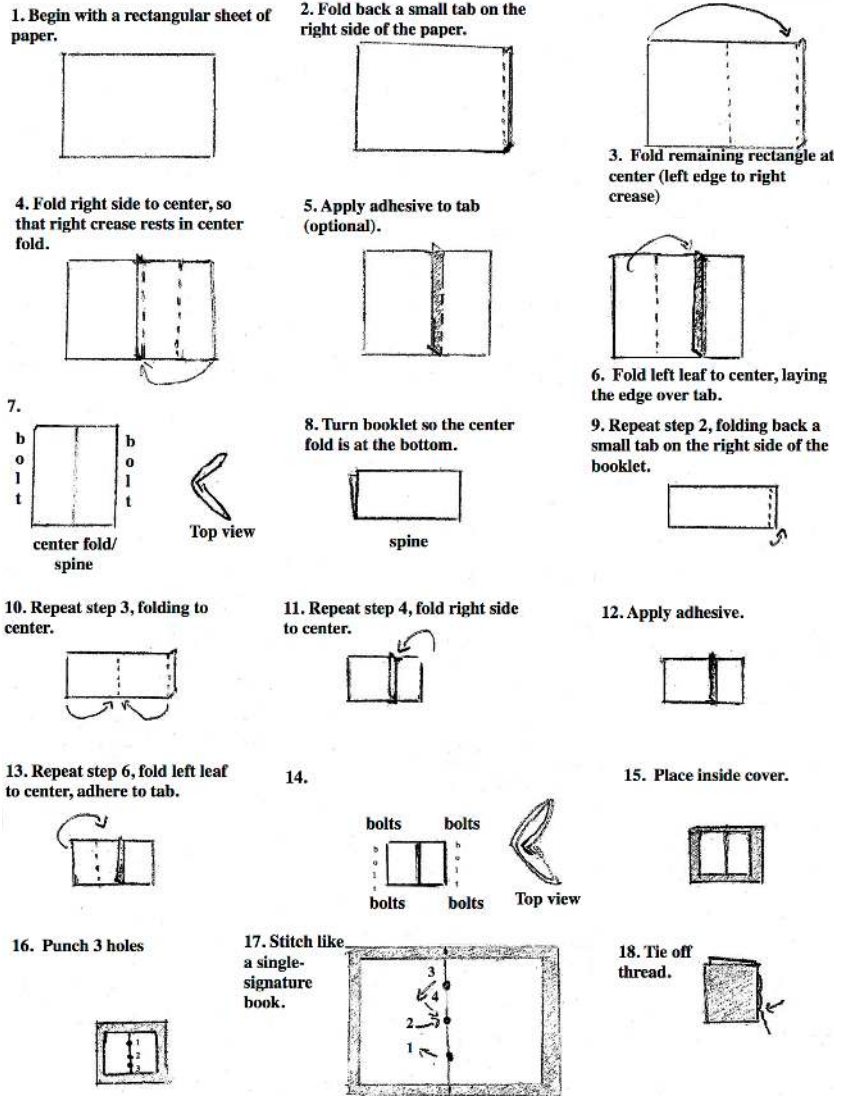 1. Begin with a rectangular sheet of
paper.
2. Fold back a small tab on the
right side of the paper.
3. Fold remaining rectangle at
center (left edge to right
crease)
4. Fold right side to center, so
that right crease rests in center
fold.
5. Apply adhesive to tab
(optional).
6. Fold left leaf to center, laying
the edge over tab.
7.
bolt
bolt
center fold/
spine
Top view
8. Turn booklet so the center
fold is at the bottom.
spine
9. Repeat step 2, folding back a
small tab on the right side of the
booklet.
10. Repeat step 3, folding to
center.
11. Repeat step 4, fold right side
to center.
12. Apply adhesive.
13. Repeat step 6, fold left leaf
to center, adhere to tab.
14.
bolts bolts
bolt
bolt
bolts bolts
Top view
15. Place inside cover.
16. Punch 3 holes
1
2
3
17. Stitch like
a single-
signature
book.
3
4
2
1
18. Tie off
thread.